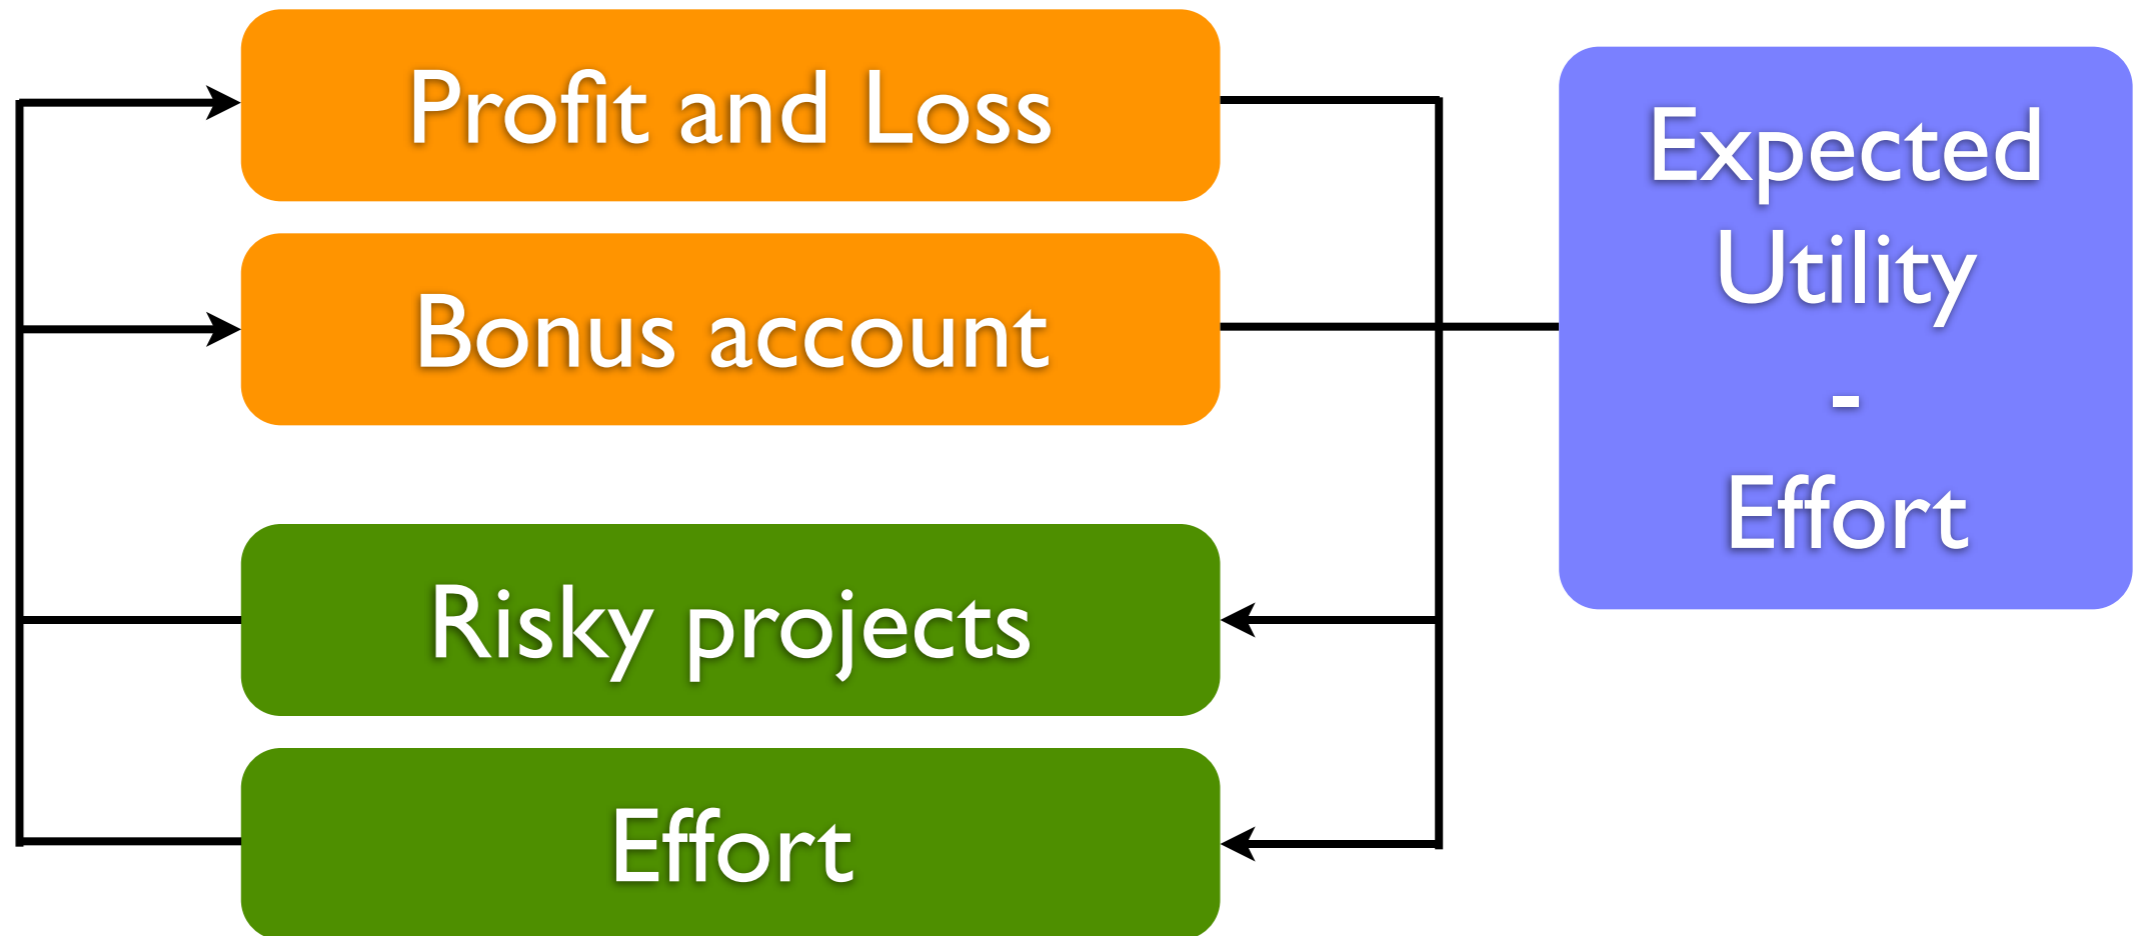 Profit and Loss
Bonus account
Risky projects
Effort
Expected
Utility
-
Effort